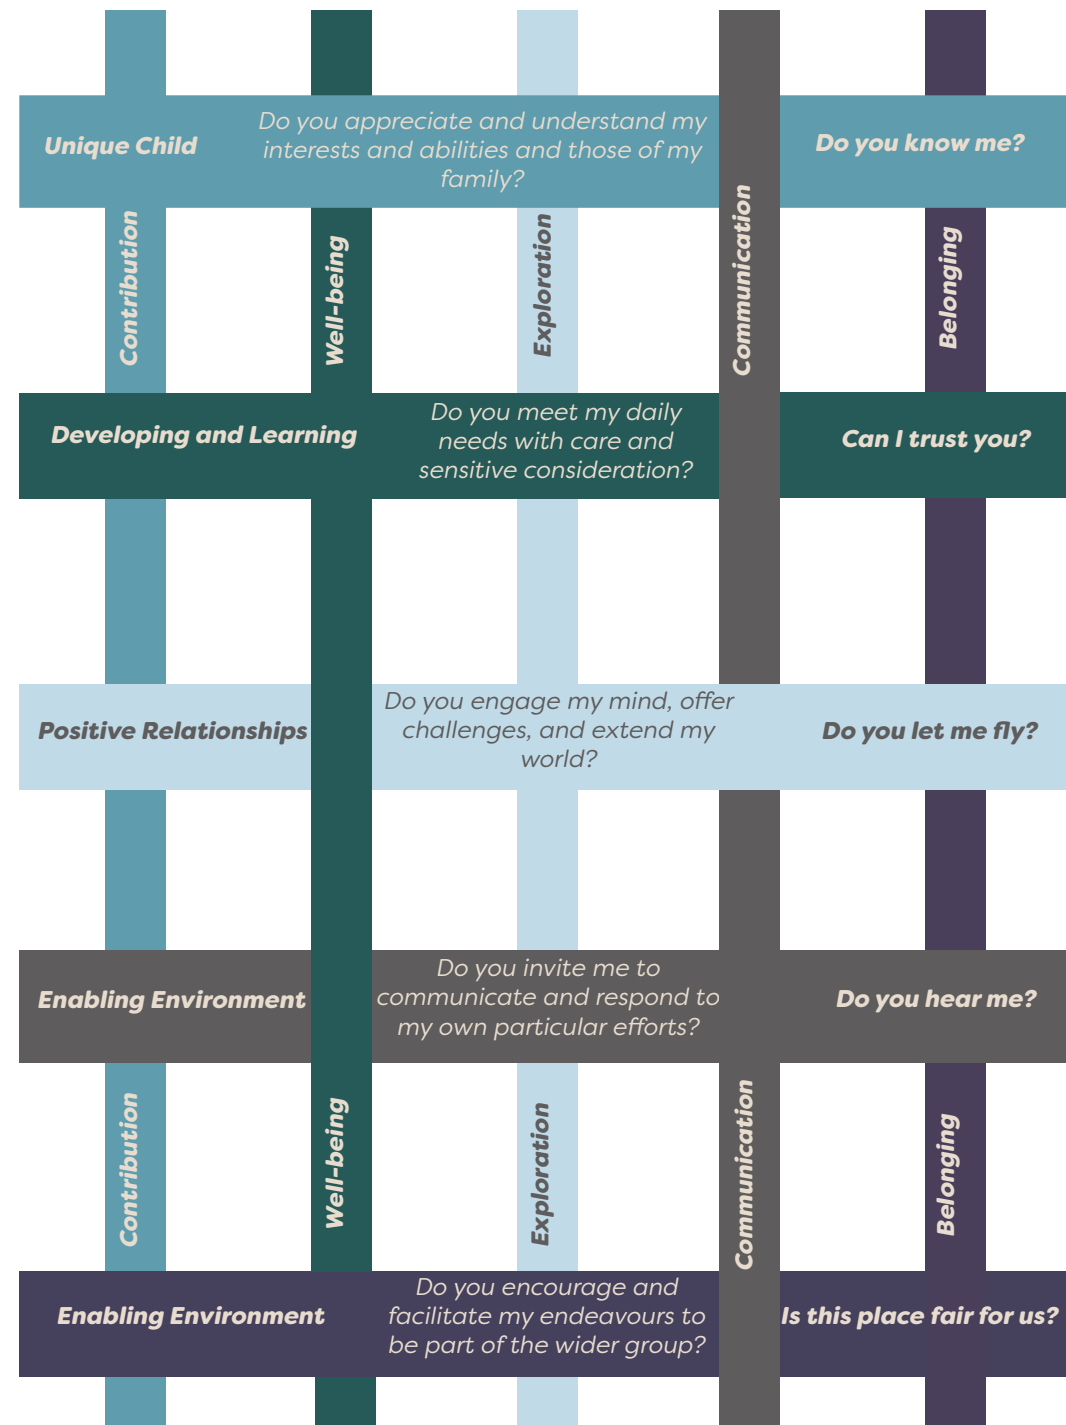 Unique Child
Do you appreciate and understand my
interests and abilities and those of my
family?
Do you know me?
Contribution
Well-being
Exploration
Communication
Belonging
Developing and Learning
Do you meet my daily
needs with care and
sensitive consideration?
Can I trust you?
Positive Relationships
Do you engage my mind, offer
challenges, and extend my
world?
Do you let me fly?
Enabling Environment
Do you invite me to
communicate and respond to
my own particular efforts?
Do you hear me?
Contribution
Well-being
Exploration
Communication
Belonging
Enabling Environment
Do you encourage and
facilitate my endeavours to
be part of the wider group?
Is this place fair for us?